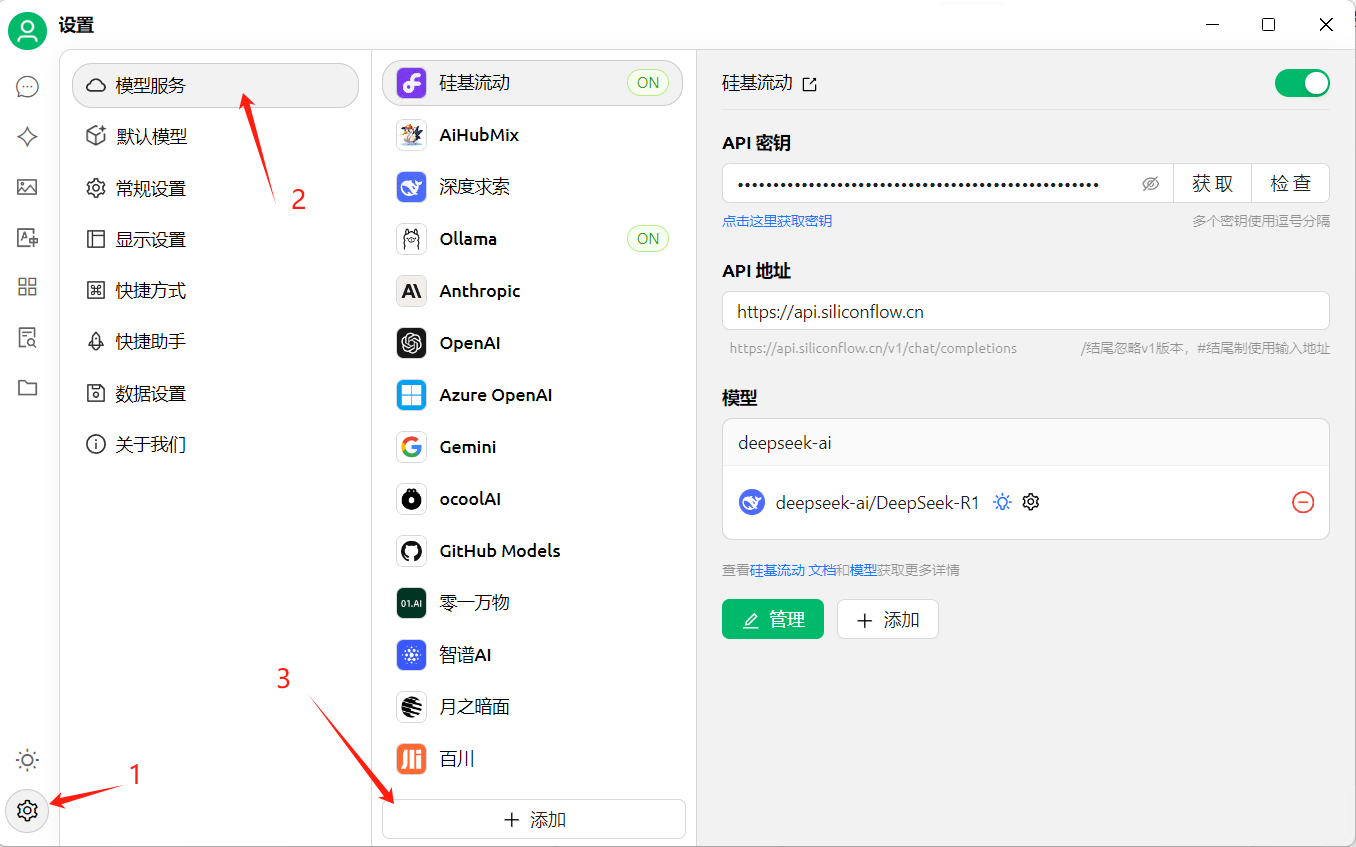 设置
模型服务
默认模型
常规设置
显示设置
快捷方式
快捷助手
数据设置
关于我们
1
2
3
硅基流动 ON
AiHubMix
深度求索
Ollama ON
Anthropic
OpenAI
Azure OpenAI
Gemini
ocoolAI
GitHub Models
01.AI 零一万物
智谱AI
月之暗面
百川
添加
硅基流动
API 密钥
••••••••••••••••••••••••••••••••••••••••••••••••••• 获取 检查
点击这里获取密钥 多个密钥使用逗号分隔
API 地址
https://api.siliconflow.cn
https://api.siliconflow.cn/v1/chat/completions /结尾忽略v1版本，#结尾制使用输入地址
模型
deepseek-ai
deepseek-ai/DeepSeek-R1
查看硅基流动 文档和模型获取更多详情
管理 添加